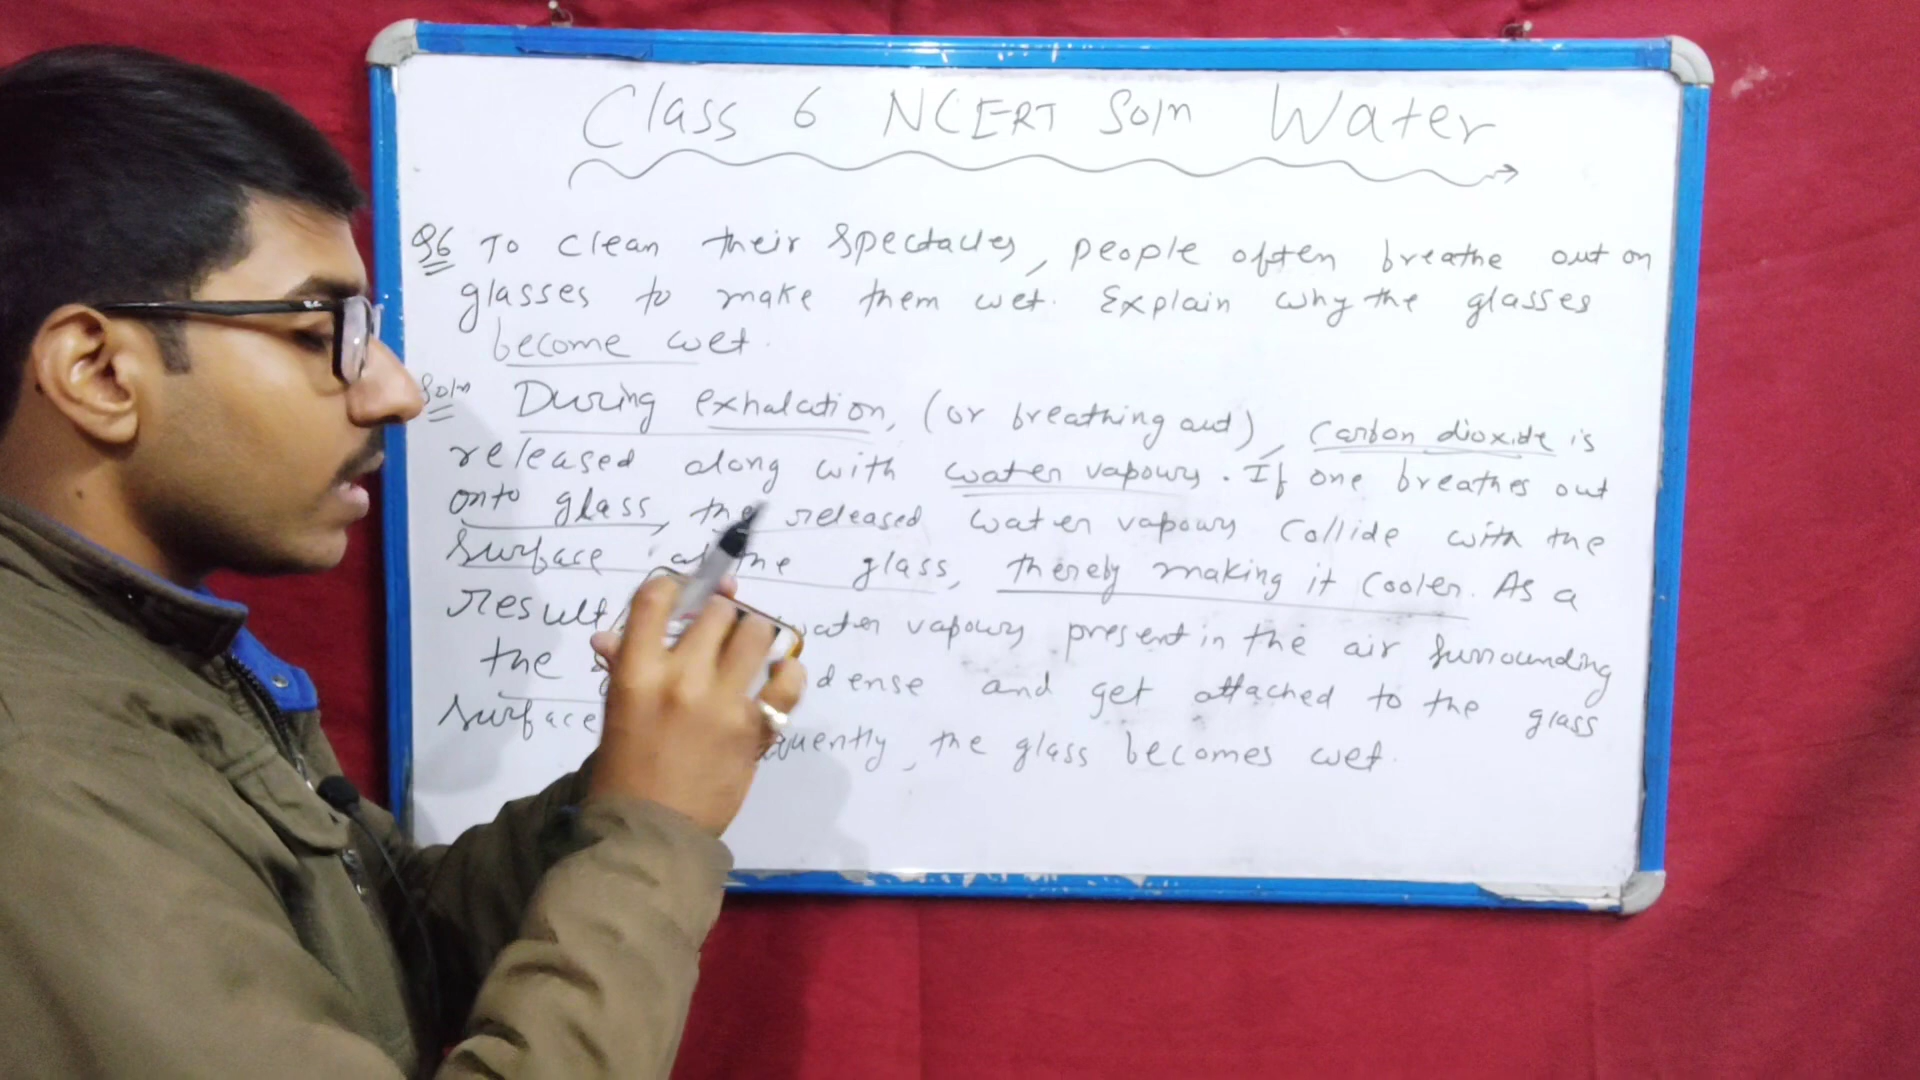 Class 6 NCERT Soln Water
Q6 To clean their spectacles, people often breathe out on
glasses to make them wet. Explain why the glasses
become wet.
Soln During exhalation, (or breathing out), Carbon dioxide is
released along with water vapours. If one breathes out
onto glass, the released water vapours collide with the
surface of the glass, thereby making it cooler. As a
result water vapours present in the air surrounding
the dense and get attached to the glass
surface quently, the glass becomes wet.